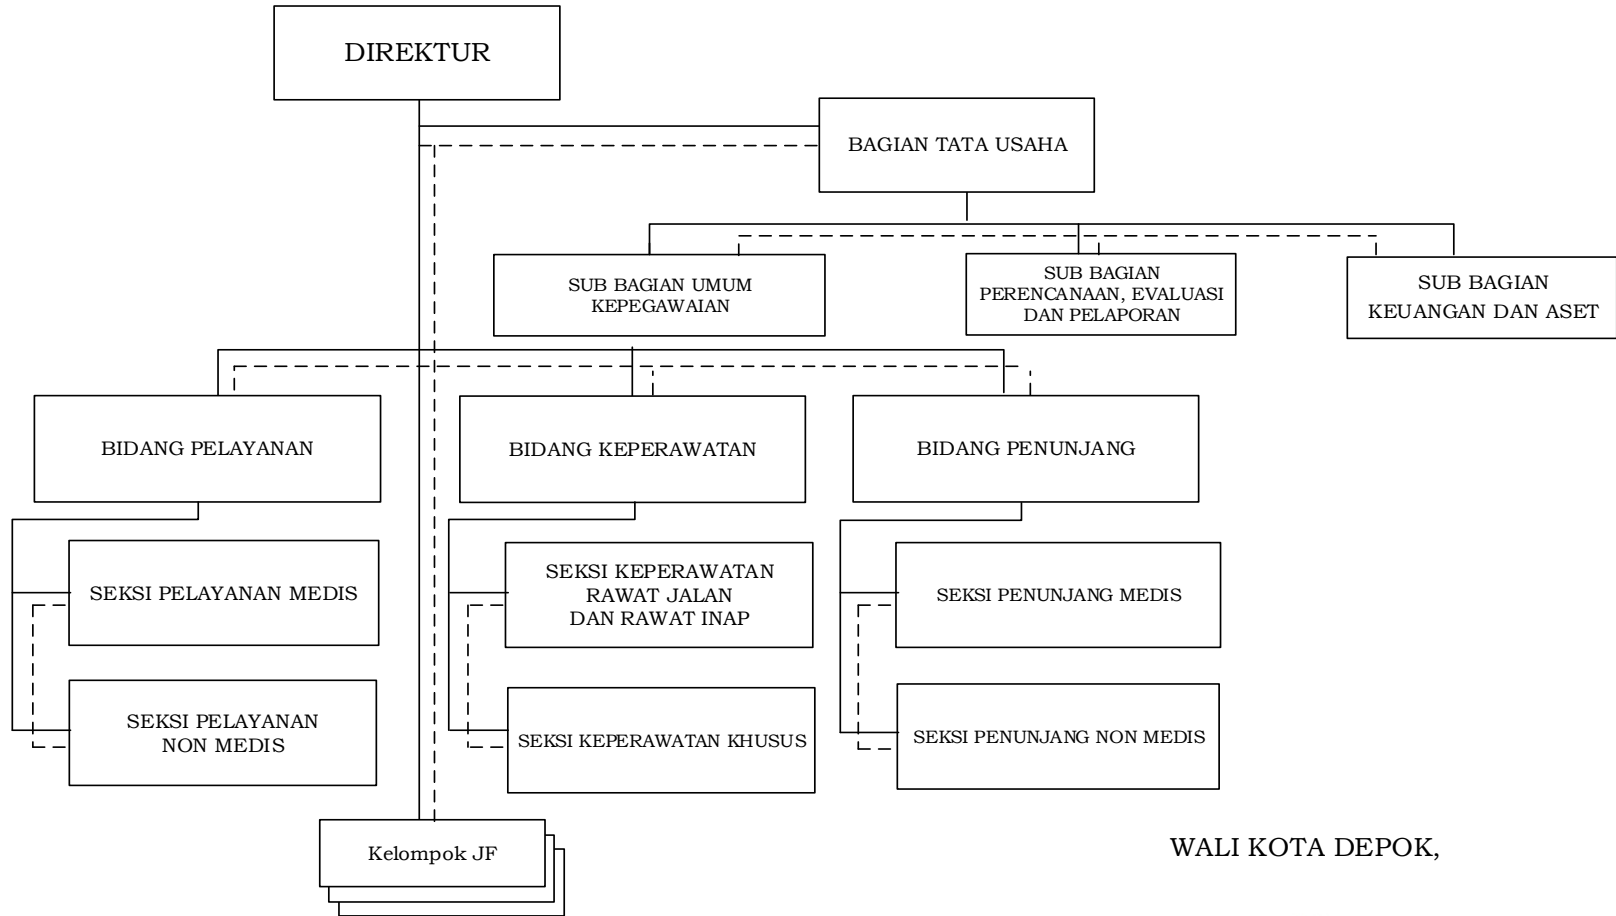 DIREKTUR
BAGIAN TATA USAHA
SUB BAGIAN UMUM
KEPEGAWAIAN
SUB BAGIAN
PERENCANAAN, EVALUASI
DAN PELAPORAN
SUB BAGIAN
KEUANGAN DAN ASET
BIDANG PELAYANAN
BIDANG KEPERAWATAN
BIDANG PENUNJANG
SEKSI PELAYANAN MEDIS
SEKSI KEPERAWATAN
RAWAT JALAN
DAN RAWAT INAP
SEKSI PENUNJANG MEDIS
SEKSI PELAYANAN
NON MEDIS
SEKSI KEPERAWATAN KHUSUS
SEKSI PENUNJANG NON MEDIS
Kelompok JF
WALI KOTA DEPOK,